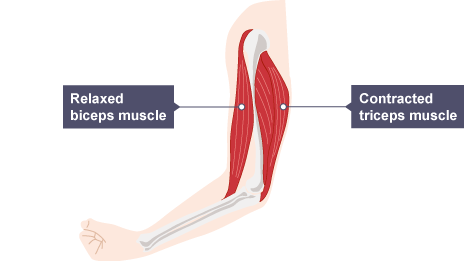 Relaxed
biceps muscle
Contracted
triceps muscle